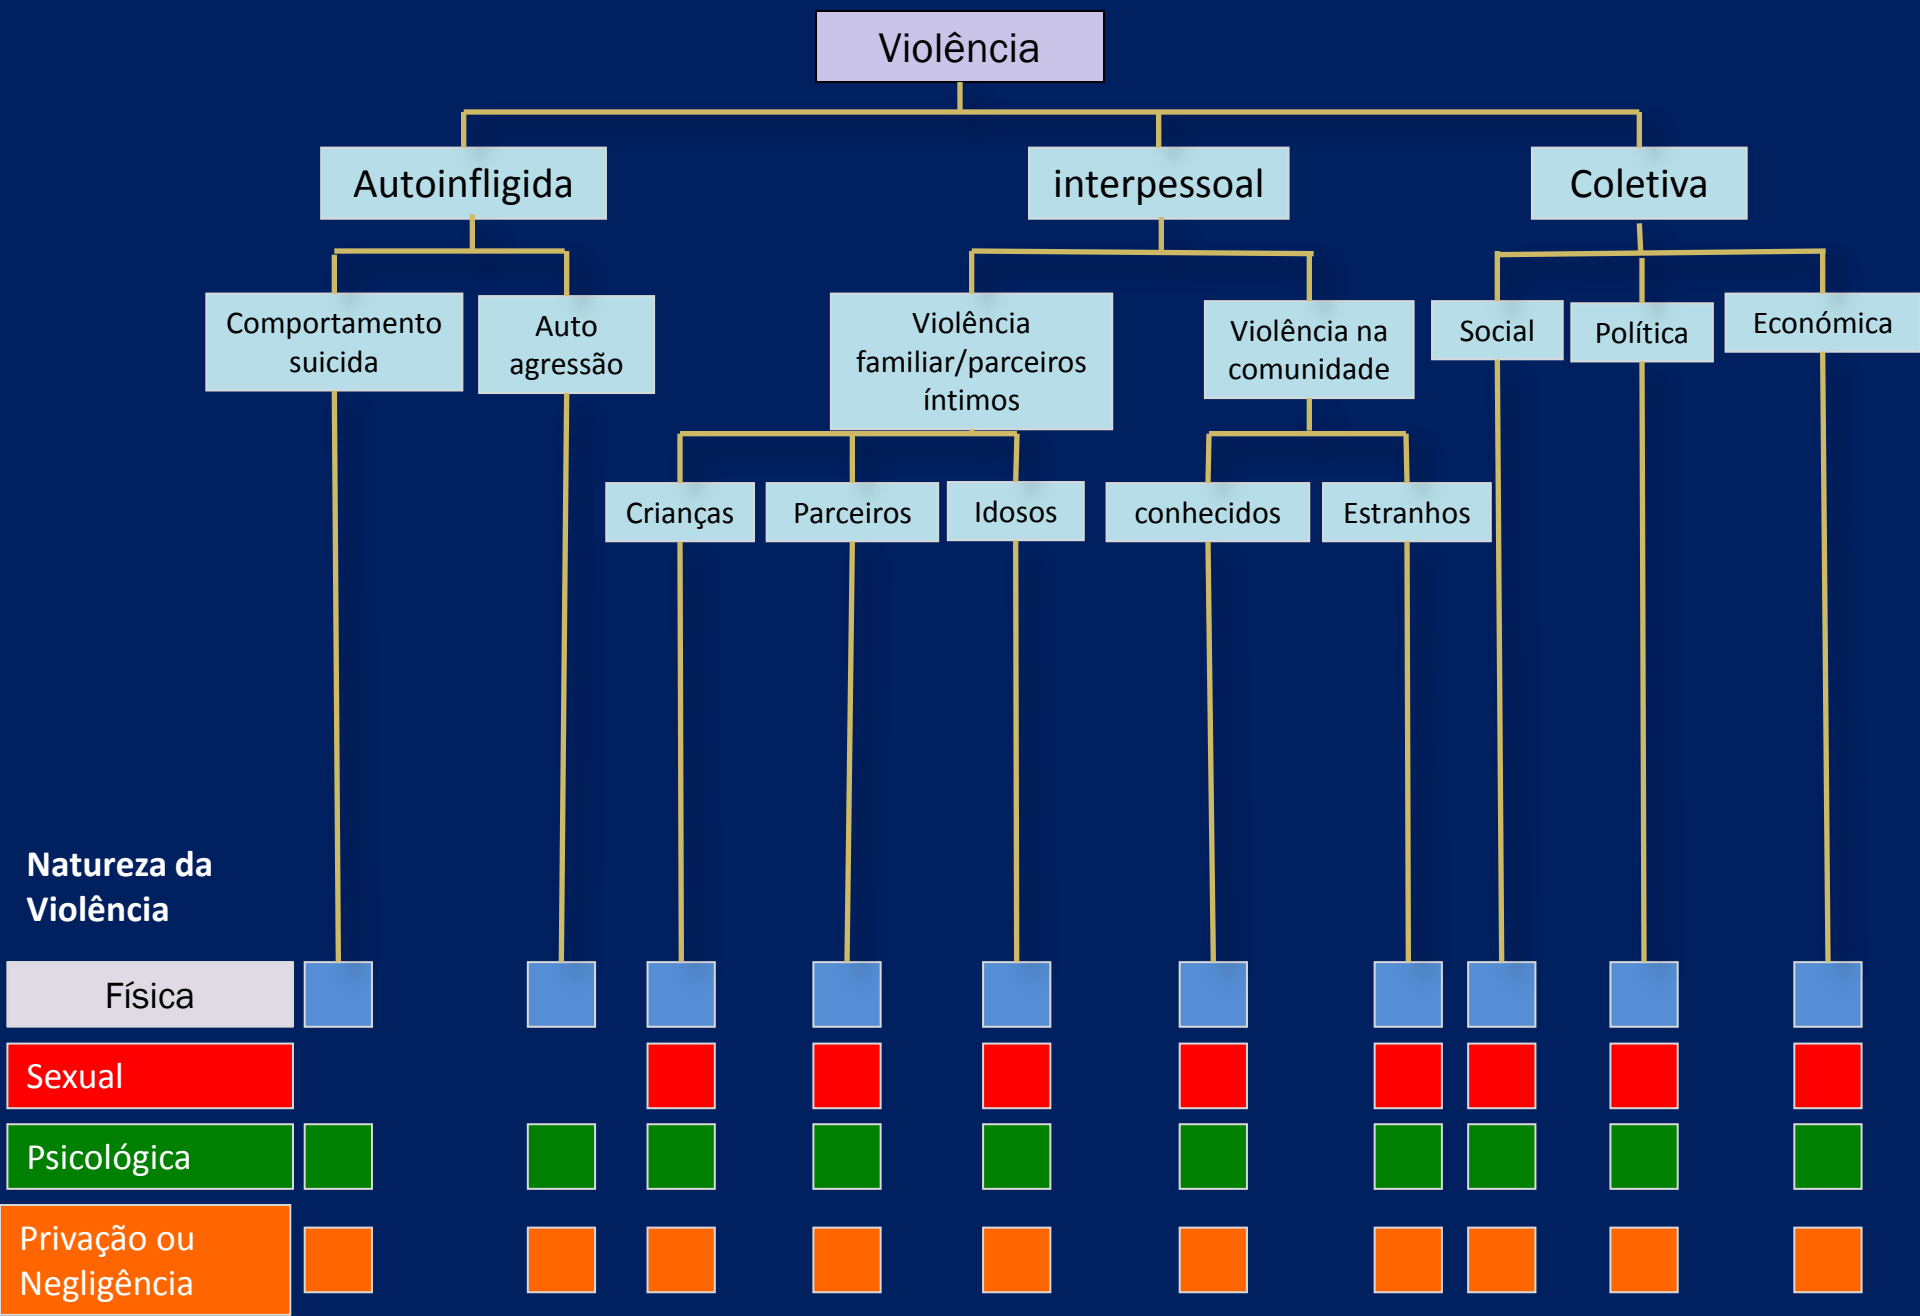 Violência
Autoinfligida
interpessoal
Coletiva
Comportamento
suicida
Auto
agressão
Violência
familiar/parceiros
íntimos
Violência na
comunidade
Social
Política
Económica
Crianças
Parceiros
Idosos
conhecidos
Estranhos
Natureza da
Violência
Física
Sexual
Psicológica
Privação ou
Negligência